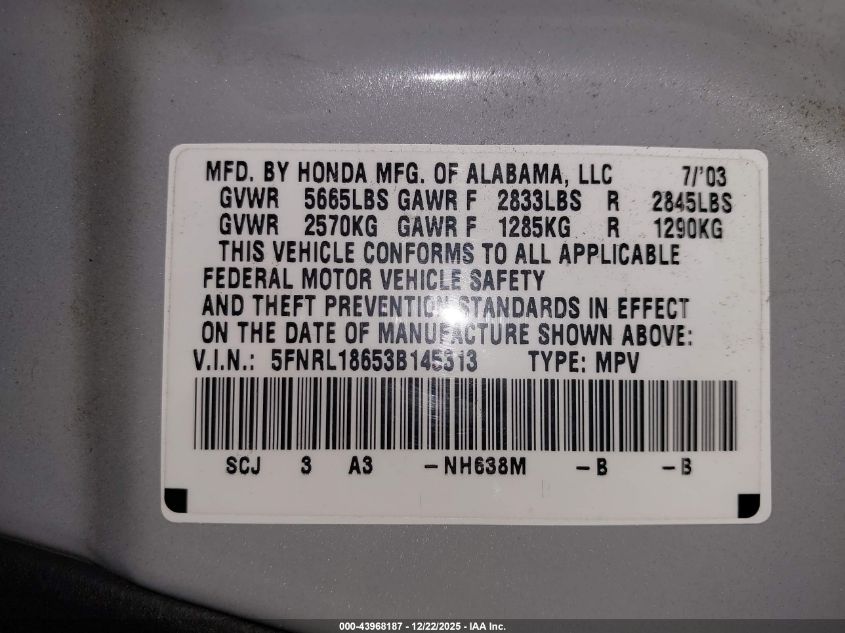 MFD. BY HONDA MFG. OF ALABAMA, LLC 7/'03
GVWR 5665LBS GAWR F 2833LBS R 2845LBS
GVWR 2570KG GAWR F 1285KG R 1290KG
THIS VEHICLE CONFORMS TO ALL APPLICABLE
FEDERAL MOTOR VEHICLE SAFETY
AND THEFT PREVENTION STANDARDS IN EFFECT
ON THE DATE OF MANUFACTURE SHOWN ABOVE:
V.I.N.: 5FNRL18653B145313 TYPE: MPV
SCJ 3 A3 -NH638M -B -B
000-43968187 - 12/22/2025 - IAA Inc.